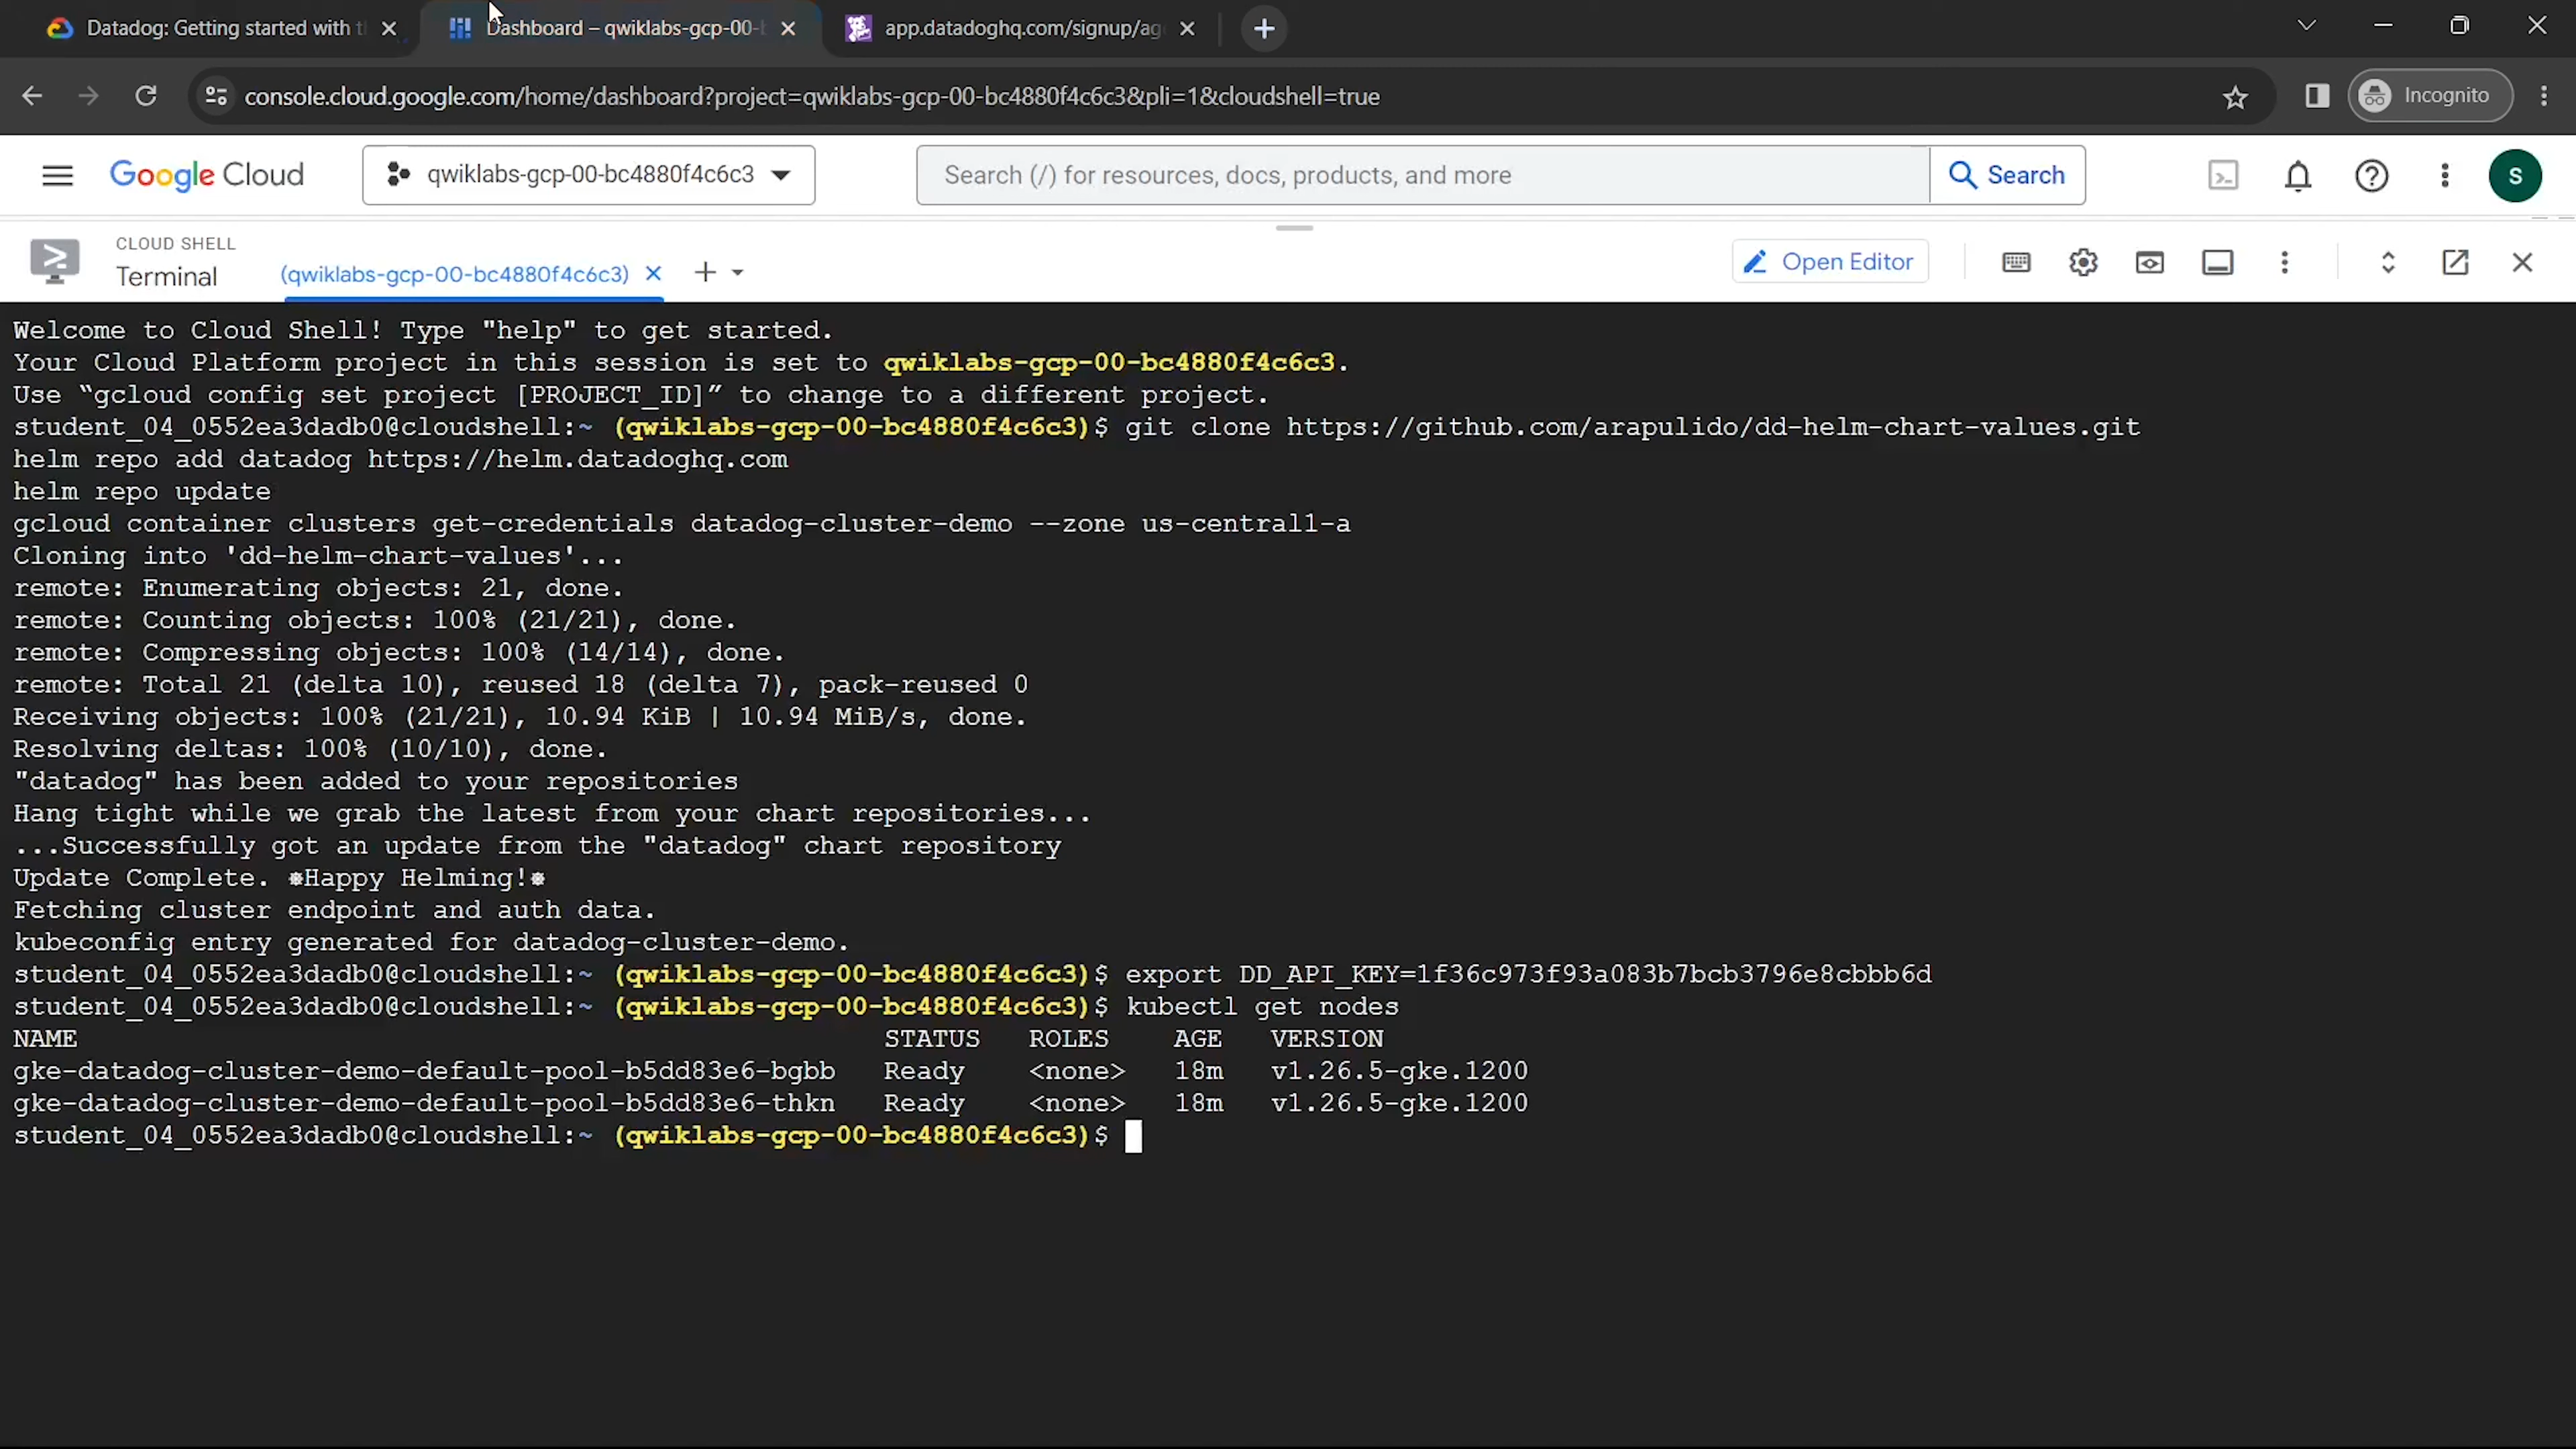 Datadog: Getting started with t
Dashboard – qwiklabs-gcp-00-b
app.datadoghq.com/signup/ag
console.cloud.google.com/home/dashboard?project=qwiklabs-gcp-00-bc4880f4c6c3&pli=1&cloudshell=true
Incognito
Google Cloud
qwiklabs-gcp-00-bc4880f4c6c3
Search (/) for resources, docs, products, and more
Search
S
CLOUD SHELL
Terminal
(qwiklabs-gcp-00-bc4880f4c6c3)
Open Editor
Welcome to Cloud Shell! Type "help" to get started.
Your Cloud Platform project in this session is set to qwiklabs-gcp-00-bc4880f4c6c3.
Use “gcloud config set project [PROJECT_ID]” to change to a different project.
student_04_0552ea3dadb0@cloudshell:~ (qwiklabs-gcp-00-bc4880f4c6c3)$ git clone https://github.com/arapulido/dd-helm-chart-values.git
helm repo add datadog https://helm.datadoghq.com
helm repo update
gcloud container clusters get-credentials datadog-cluster-demo --zone us-central1-a
Cloning into 'dd-helm-chart-values'...
remote: Enumerating objects: 21, done.
remote: Counting objects: 100% (21/21), done.
remote: Compressing objects: 100% (14/14), done.
remote: Total 21 (delta 10), reused 18 (delta 7), pack-reused 0
Receiving objects: 100% (21/21), 10.94 KiB | 10.94 MiB/s, done.
Resolving deltas: 100% (10/10), done.
"datadog" has been added to your repositories
Hang tight while we grab the latest from your chart repositories...
...Successfully got an update from the "datadog" chart repository
Update Complete. ⎈Happy Helming!⎈
Fetching cluster endpoint and auth data.
kubeconfig entry generated for datadog-cluster-demo.
student_04_0552ea3dadb0@cloudshell:~ (qwiklabs-gcp-00-bc4880f4c6c3)$ export DD_API_KEY=1f36c973f93a083b7bcb3796e8cbbb6d
student_04_0552ea3dadb0@cloudshell:~ (qwiklabs-gcp-00-bc4880f4c6c3)$ kubectl get nodes
NAME STATUS ROLES AGE VERSION
gke-datadog-cluster-demo-default-pool-b5dd83e6-bgbb Ready <none> 18m v1.26.5-gke.1200
gke-datadog-cluster-demo-default-pool-b5dd83e6-thkn Ready <none> 18m v1.26.5-gke.1200
student_04_0552ea3dadb0@cloudshell:~ (qwiklabs-gcp-00-bc4880f4c6c3)$